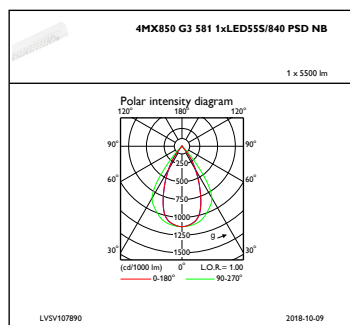 4MX850 G3 581 1xLED55S/840 PSD NB
1 x 5500 lm
Polar intensity diagram
120° 180° 120°
90° 90°
250
60° 500 60°
750
1000
1250 g
30° 1500 30°
(cd/1000 lm) 0° L.O.R.= 1.00
0-180° 90-270°
LVSV107890 2018-10-09